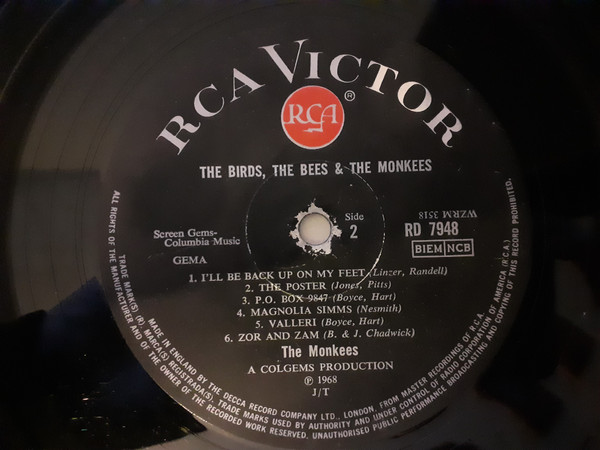 RCA VICTOR
RCA
®
THE BIRDS, THE BEES & THE MONKEES
Screen Gems-
Columbia Music
GEMA
Side
2
WZRM 3518
RD 7948
BIEM NCB
1. I'LL BE BACK UP ON MY FEET (Linzer, Randell)
2. THE POSTER (Jones, Pitts)
3. P.O. BOX 9847 (Boyce, Hart)
4. MAGNOLIA SIMMS (Nesmith)
5. VALLERI (Boyce, Hart)
6. ZOR AND ZAM (B. & J. Chadwick)
The Monkees
A COLGEMS PRODUCTION
℗ 1968
J/T
ALL RIGHTS OF THE MANUFACTURER AND OF THE OWNER OF THE RECORDED WORK RESERVED. UNAUTHORISED PUBLIC PERFORMANCE BROADCASTING AND COPYING OF THIS RECORD PROHIBITED.
TRADE MARK(S) (R) MARCA(S) REGISTRADA(S). TRADE MARKS USED BY AUTHORITY AND UNDER CONTROL OF RADIO CORPORATION OF AMERICA (R.C.A.)
MADE IN ENGLAND BY THE DECCA RECORD COMPANY LTD., LONDON, FROM MASTER RECORDINGS OF R.C.A.